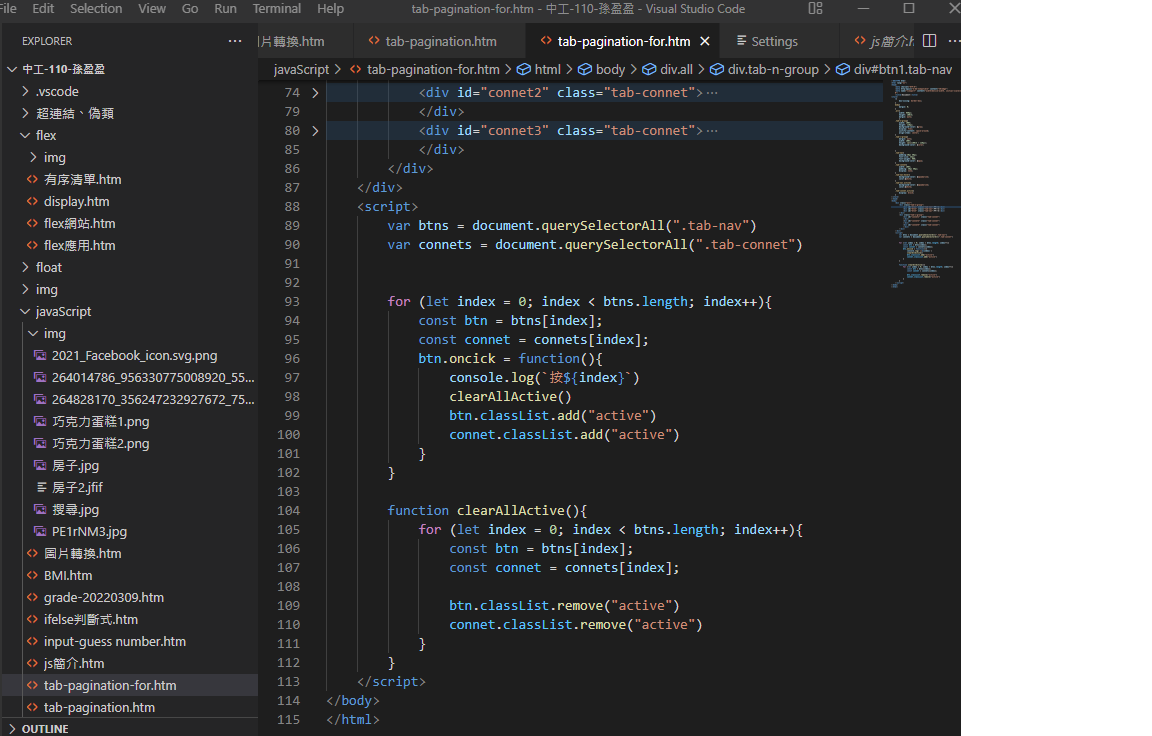 File Edit Selection View Go Run Terminal Help tab-pagination-for.htm - 中工-110-孫盈盈 - Visual Studio Code
EXPLORER ···
圖片轉換.htm tab-pagination.htm tab-pagination-for.htm Settings js簡介.h ···
javaScript > tab-pagination-for.htm > html > body > div.all > div.tab-n-group > div#btn1.tab-nav
中工-110-孫盈盈
.vscode
超連結、偽類
flex
img
有序清單.htm
display.htm
flex網站.htm
flex應用.htm
float
img
javaScript
img
2021_Facebook_icon.svg.png
264014786_956330775008920_55...
264828170_356247232927672_75...
巧克力蛋糕1.png
巧克力蛋糕2.png
房子.jpg
房子2.jfif
搜尋.jpg
PE1rNM3.jpg
圖片轉換.htm
BMI.htm
grade-20220309.htm
ifelse判斷式.htm
input-guess number.htm
js簡介.htm
tab-pagination-for.htm
tab-pagination.htm
OUTLINE
74 <div id="connet2" class="tab-connet">···
79 </div>
80 <div id="connet3" class="tab-connet">···
85 </div>
86 </div>
87 </div>
88 <script>
89 var btns = document.querySelectorAll(".tab-nav")
90 var connets = document.querySelectorAll(".tab-connet")
91
92
93 for (let index = 0; index < btns.length; index++){
94 const btn = btns[index];
95 const connet = connets[index];
96 btn.oncick = function(){
97 console.log(`按${index}`)
98 clearAllActive()
99 btn.classList.add("active")
100 connet.classList.add("active")
101 }
102 }
103
104 function clearAllActive(){
105 for (let index = 0; index < btns.length; index++){
106 const btn = btns[index];
107 const connet = connets[index];
108
109 btn.classList.remove("active")
110 connet.classList.remove("active")
111 }
112 }
113 </script>
114 </body>
115 </html>